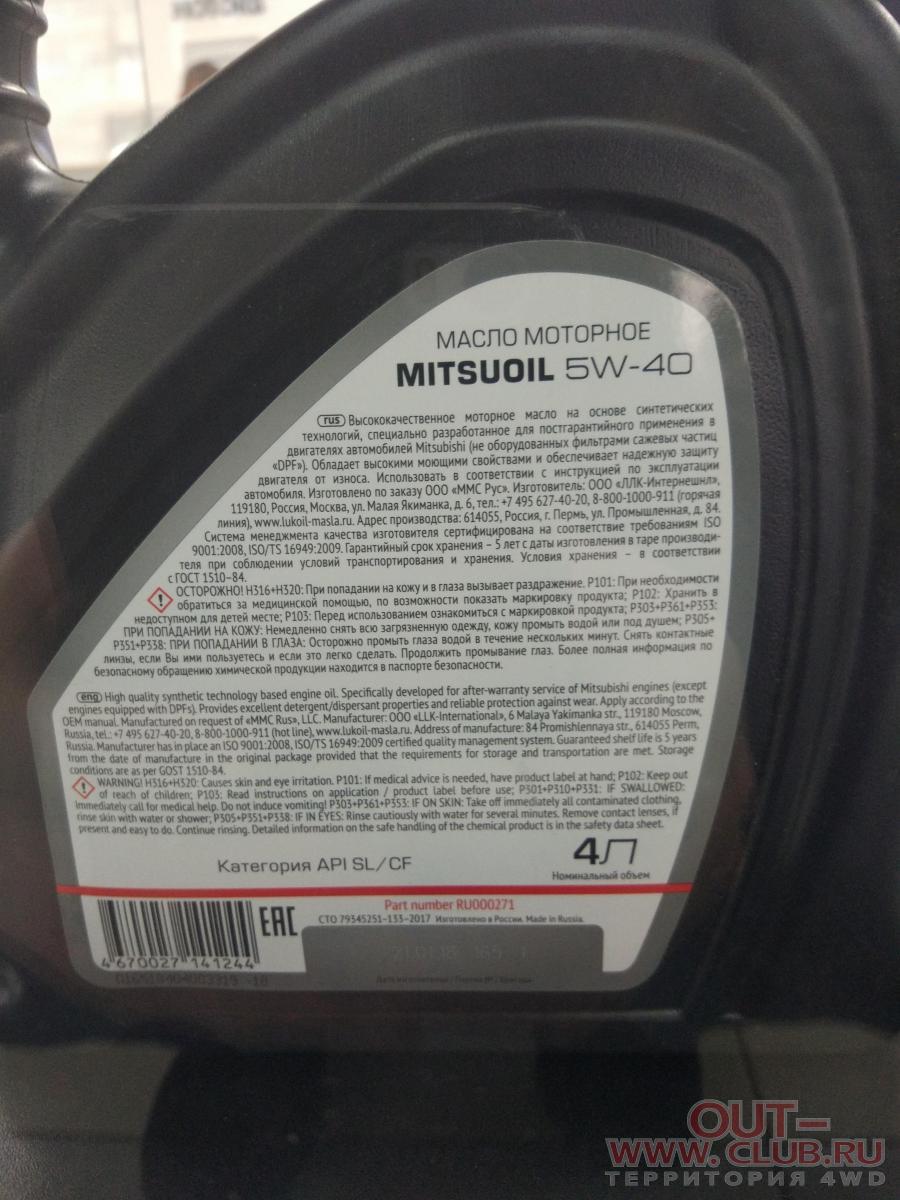 МАСЛО МОТОРНОЕ
MITSUOIL 5W-40
rus Высококачественное моторное масло на основе синтетических
технологий, специально разработанное для постгарантийного применения в
двигателях автомобилей Mitsubishi (не оборудованных фильтрами сажевых частиц
«DPF»). Обладает высокими моющими свойствами и обеспечивает надежную защиту
двигателя от износа. Использовать в соответствии с инструкцией по эксплуатации
автомобиля. Изготовлено по заказу ООО «ММС Рус». Изготовитель: ООО «ЛЛК-Интернешнл»,
119180, Россия, Москва, ул. Малая Якиманка, д. 6, тел.: +7 495 627-40-20, 8-800-1000-911 (горячая
линия), www.lukoil-masla.ru. Адрес производства: 614055, Россия, г. Пермь, ул. Промышленная, д. 84.
Система менеджмента качества изготовителя сертифицирована на соответствие требованиям ISO
9001:2008, ISO/TS 16949:2009. Гарантийный срок хранения – 5 лет с даты изготовления в таре производи-
теля при соблюдении условий транспортирования и хранения. Условия хранения – в соответствии
с ГОСТ 1510-84.
ОСТОРОЖНО! H316+H320: При попадании на кожу и в глаза вызывает раздражение. P101: При необходимости
обратиться за медицинской помощью, по возможности показать маркировку продукта; P102: Хранить в
недоступном для детей месте; P103: Перед использованием ознакомиться с маркировкой продукта; P303+P361+P353:
ПРИ ПОПАДАНИИ НА КОЖУ: Немедленно снять всю загрязненную одежду, кожу промыть водой или под душем; P305+
P351+P338: ПРИ ПОПАДАНИИ В ГЛАЗА: Осторожно промыть глаза водой в течение нескольких минут. Снять контактные
линзы, если Вы ими пользуетесь и если это легко сделать. Продолжить промывание глаз. Более полная информация по
безопасному обращению химической продукции находится в паспорте безопасности.
eng High quality synthetic technology based engine oil. Specifically developed for after-warranty service of Mitsubishi engines (except
engines equipped with DPFs). Provides excellent detergent/dispersant properties and reliable protection against wear. Apply according to the
OEM manual. Manufactured on request of «MMC Rus», LLC. Manufacturer: OOO «LLK-International», 6 Malaya Yakimanka str., 119180 Moscow,
Russia, tel.: +7 495 627-40-20, 8-800-1000-911 (hot line), www.lukoil-masla.ru. Address of manufacture: 84 Promishlennaya str., 614055 Perm,
Russia. Manufacturer has in place an ISO 9001:2008, ISO/TS 16949:2009 certified quality management system. Guaranteed shelf life is 5 years
from the date of manufacture in the original package provided that the requirements for storage and transportation are met. Storage
conditions are as per GOST 1510-84.
WARNING! H316+H320: Causes skin and eye irritation. P101: If medical advice is needed, have product label at hand; P102: Keep out
of reach of children; P103: Read instructions on application / product label before use; P301+P310+P331: IF SWALLOWED:
Immediately call for medical help. Do not induce vomiting! P303+P361+P353: IF ON SKIN: Take off immediately all contaminated clothing,
rinse skin with water or shower; P305+P351+P338: IF IN EYES: Rinse cautiously with water for several minutes. Remove contact lenses, if
present and easy to do. Continue rinsing. Detailed information on the safe handling of the chemical product is in the safety data sheet.
Категория API SL/CF
4Л
Номинальный объем
Part number RU000271
EAC
СТО 79345251-133-2017 Изготовлено в России. Made in Russia.
4 670027 141244
OUT-
WWW.CLUB.RU
ТЕРРИТОРИЯ 4WD